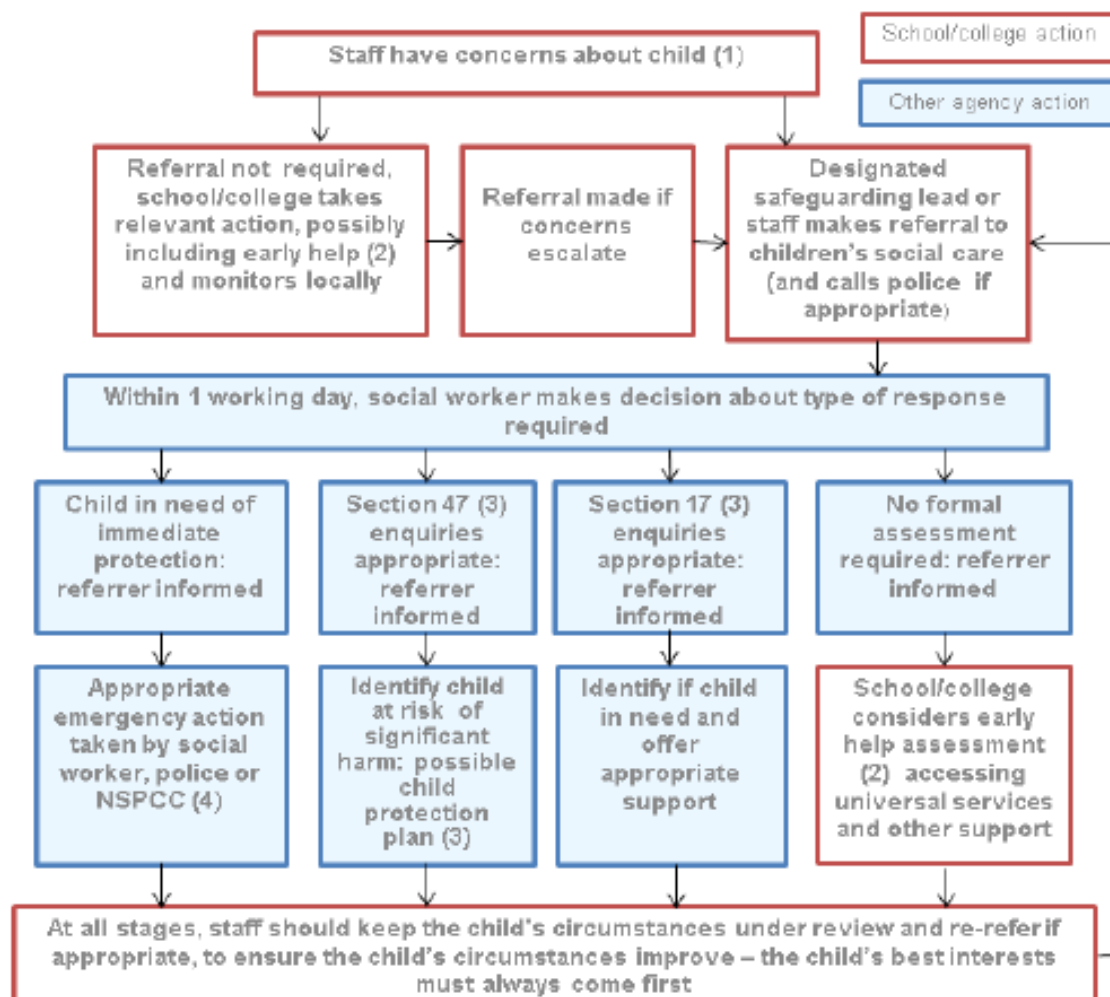 School/college action
Staff have concerns about child (1)
Other agency action
Referral not required,
school/college takes
relevant action, possibly
including early help (2)
and monitors locally
Referral made if
concerns
escalate
Designated
safeguarding lead or
staff makes referral to
children's social care
(and calls police if
appropriate)
Within 1 working day, social worker makes decision about type of response
required
Child in need of
immediate
protection:
referrer informed
Section 47 (3)
enquiries
appropriate:
referrer
informed
Section 17 (3)
enquiries
appropriate:
referrer
informed
No formal
assessment
required: referrer
informed
Appropriate
emergency action
taken by social
worker, police or
NSPCC (4)
Identify child
at risk of
significant
harm: possible
child
protection
plan (3)
Identify if child
in need and
offer
appropriate
support
School/college
considers early
help assessment
(2) accessing
universal services
and other support
At all stages, staff should keep the child's circumstances under review and re-refer if
appropriate, to ensure the child's circumstances improve – the child's best interests
must always come first